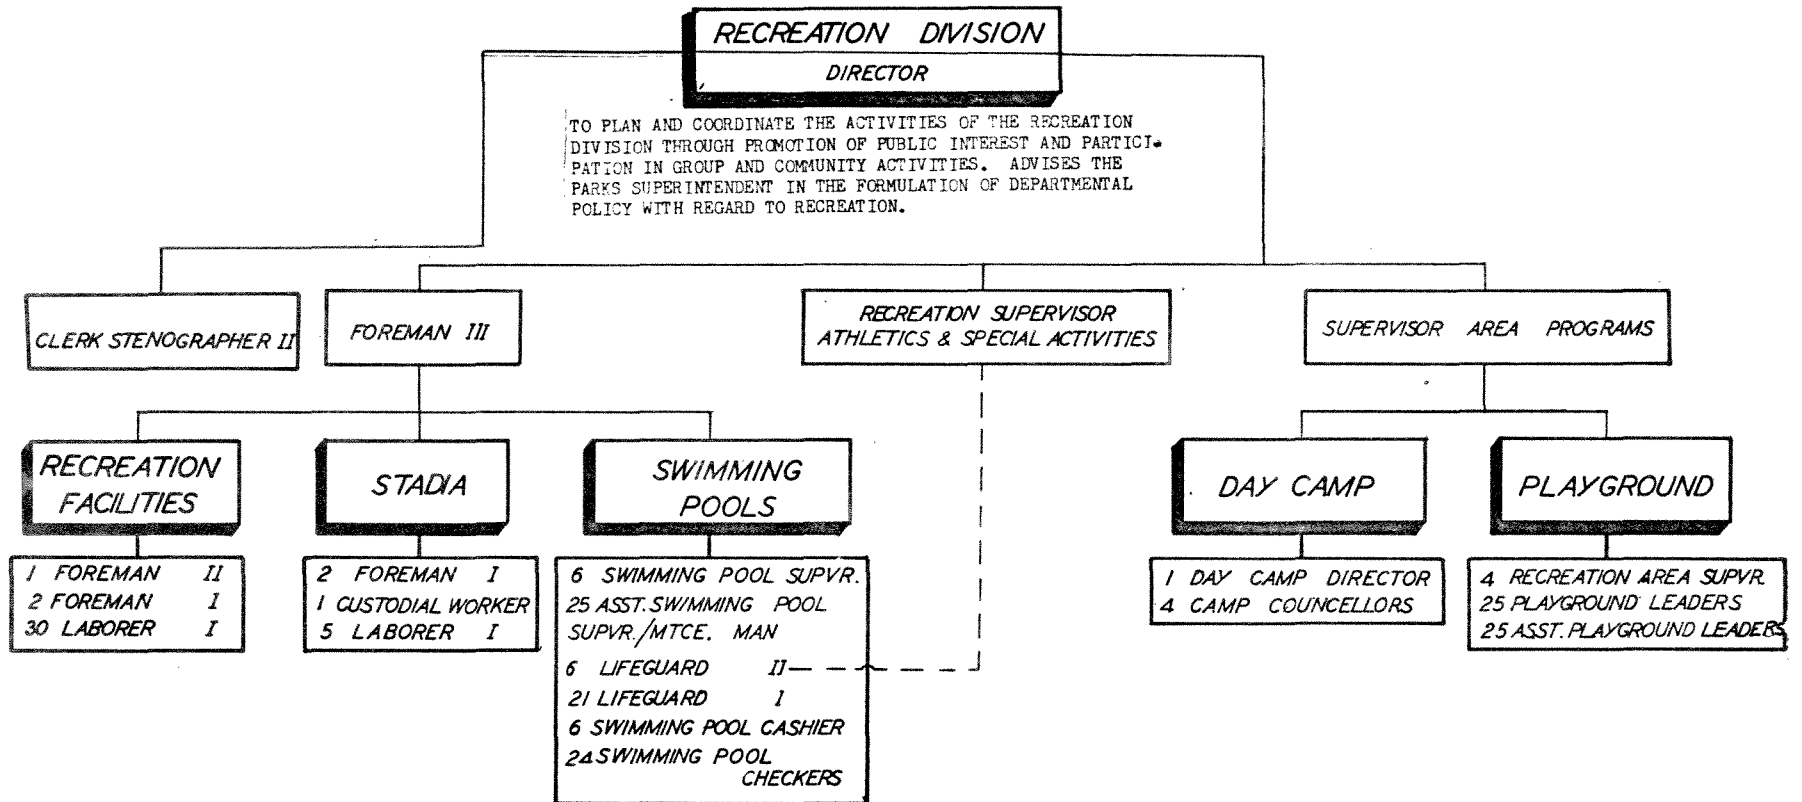 RECREATION DIVISION
DIRECTOR
TO PLAN AND COORDINATE THE ACTIVITIES OF THE RECREATION
DIVISION THROUGH PROMOTION OF PUBLIC INTEREST AND PARTICI-
PATION IN GROUP AND COMMUNITY ACTIVITIES. ADVISES THE
PARKS SUPERINTENDENT IN THE FORMULATION OF DEPARTMENTAL
POLICY WITH REGARD TO RECREATION.
CLERK STENOGRAPHER II
FOREMAN III
RECREATION SUPERVISOR
ATHLETICS & SPECIAL ACTIVITIES
SUPERVISOR AREA PROGRAMS
RECREATION
FACILITIES
1 FOREMAN II
2 FOREMAN I
30 LABORER I
STADIA
2 FOREMAN I
1 CUSTODIAL WORKER
5 LABORER I
SWIMMING
POOLS
6 SWIMMING POOL SUPVR.
25 ASST. SWIMMING POOL
SUPVR./MTCE. MAN
6 LIFEGUARD II
21 LIFEGUARD I
6 SWIMMING POOL CASHIER
24 SWIMMING POOL
CHECKERS
DAY CAMP
1 DAY CAMP DIRECTOR
4 CAMP COUNCELLORS
PLAYGROUND
4 RECREATION AREA SUPVR.
25 PLAYGROUND LEADERS
25 ASST. PLAYGROUND LEADERS